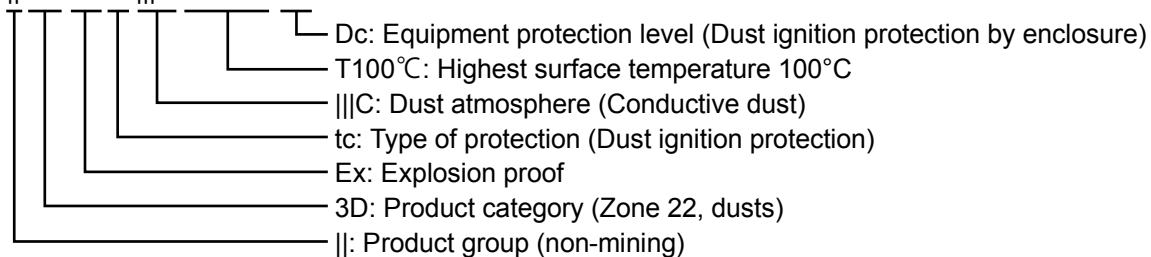 Dc: Equipment protection level (Dust ignition protection by enclosure)
T100℃: Highest surface temperature 100°C
|||C: Dust atmosphere (Conductive dust)
tc: Type of protection (Dust ignition protection)
Ex: Explosion proof
3D: Product category (Zone 22, dusts)
||: Product group (non-mining)